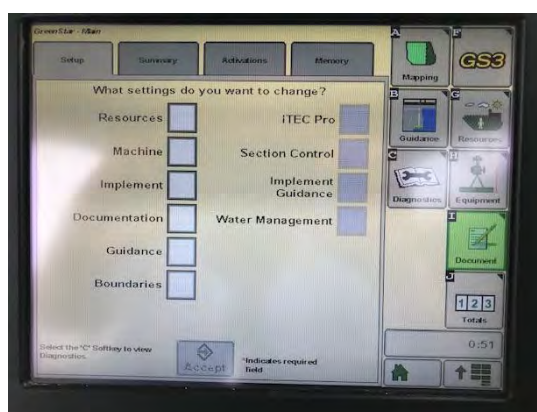 GreenStar - Main
Setup
Summary
Activations
Memory
What settings do you want to change?
Resources
iTEC Pro
Machine
Section Control
Implement
Implement
Guidance
Documentation
Water Management
Guidance
Boundaries
Select the "C" Softkey to view
Diagnostics.
Accept
*Indicates required
field
A
Mapping
F
GS3
B
Guidance
G
Resources
C
Diagnostics
H
Equipment
I
Document
J
1 2 3
Totals
0:51